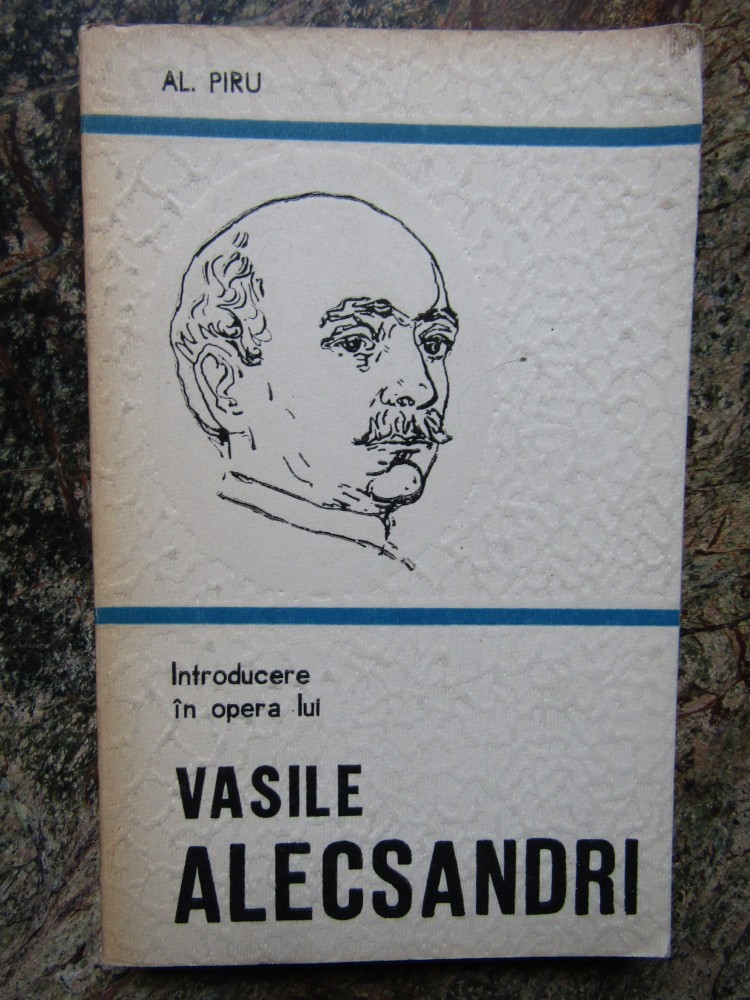 AL. PIRU
Introducere
în opera lui
VASILE
ALECSANDRI